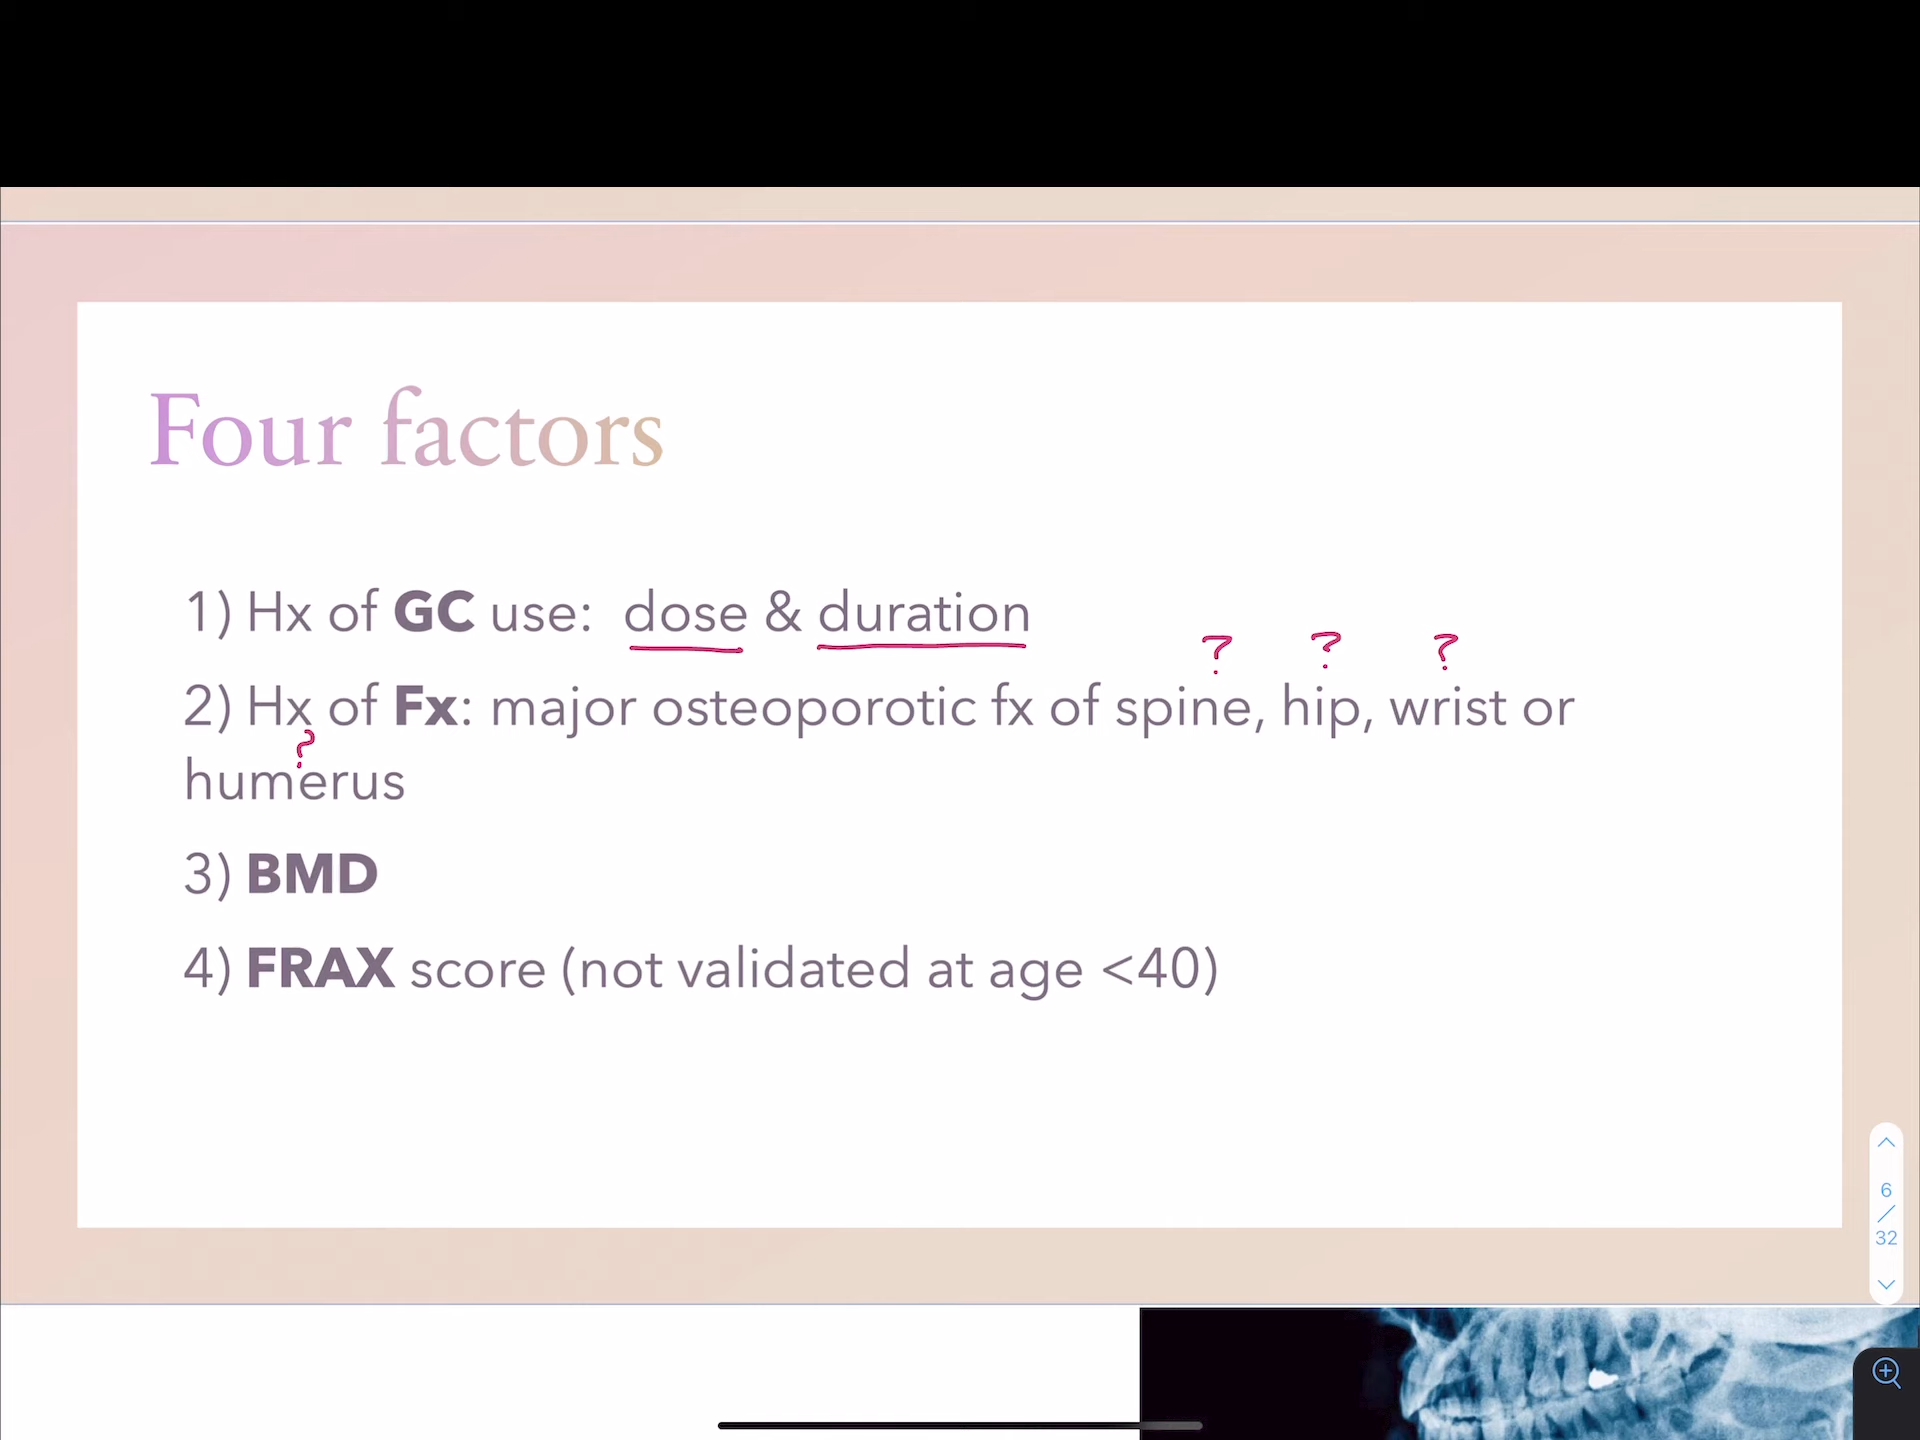 Four factors
1) Hx of GC use: dose & duration
? ? ?
2) Hx of Fx: major osteoporotic fx of spine, hip, wrist or
?
humerus
3) BMD
4) FRAX score (not validated at age <40)
6
/
32